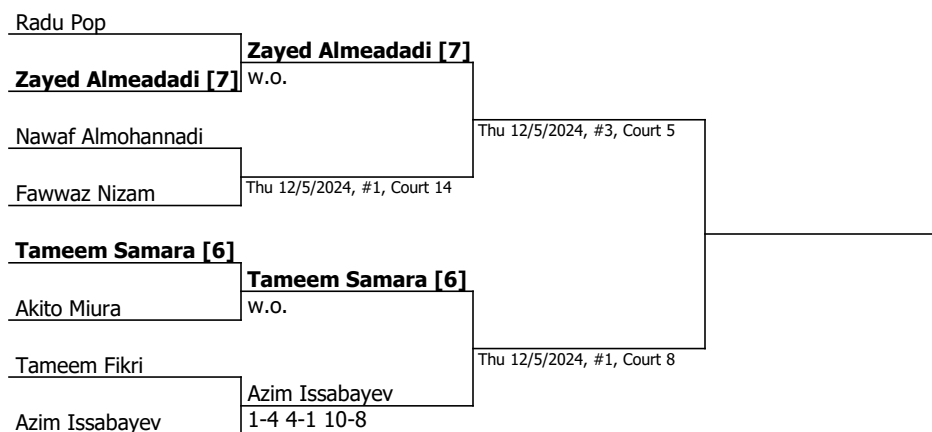 Radu Pop
Zayed Almeadadi [7]
Zayed Almeadadi [7]
w.o.
Nawaf Almohannadi
Thu 12/5/2024, #3, Court 5
Fawwaz Nizam
Thu 12/5/2024, #1, Court 14
Tameem Samara [6]
Tameem Samara [6]
Akito Miura
w.o.
Tameem Fikri
Thu 12/5/2024, #1, Court 8
Azim Issabayev
Azim Issabayev
1-4 4-1 10-8